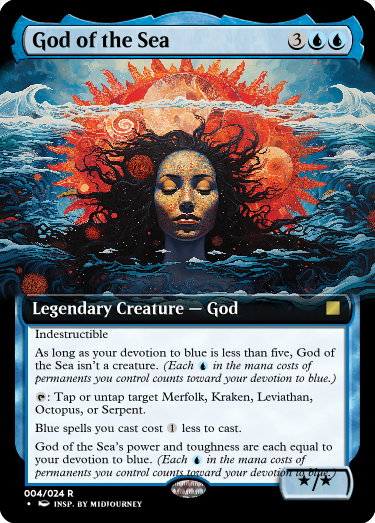 God of the Sea 3
Legendary Creature — God
Indestructible
As long as your devotion to blue is less than five, God of
the Sea isn't a creature. (Each in the mana costs of
permanents you control counts toward your devotion to blue.)
: Tap or untap target Merfolk, Kraken, Leviathan,
Octopus, or Serpent.
Blue spells you cast cost 1 less to cast.
God of the Sea's power and toughness are each equal to
your devotion to blue. (Each in the mana costs of
permanents you control counts toward your devotion to blue.)
★/★
004/024 R
• INSP. BY MIDJOURNEY